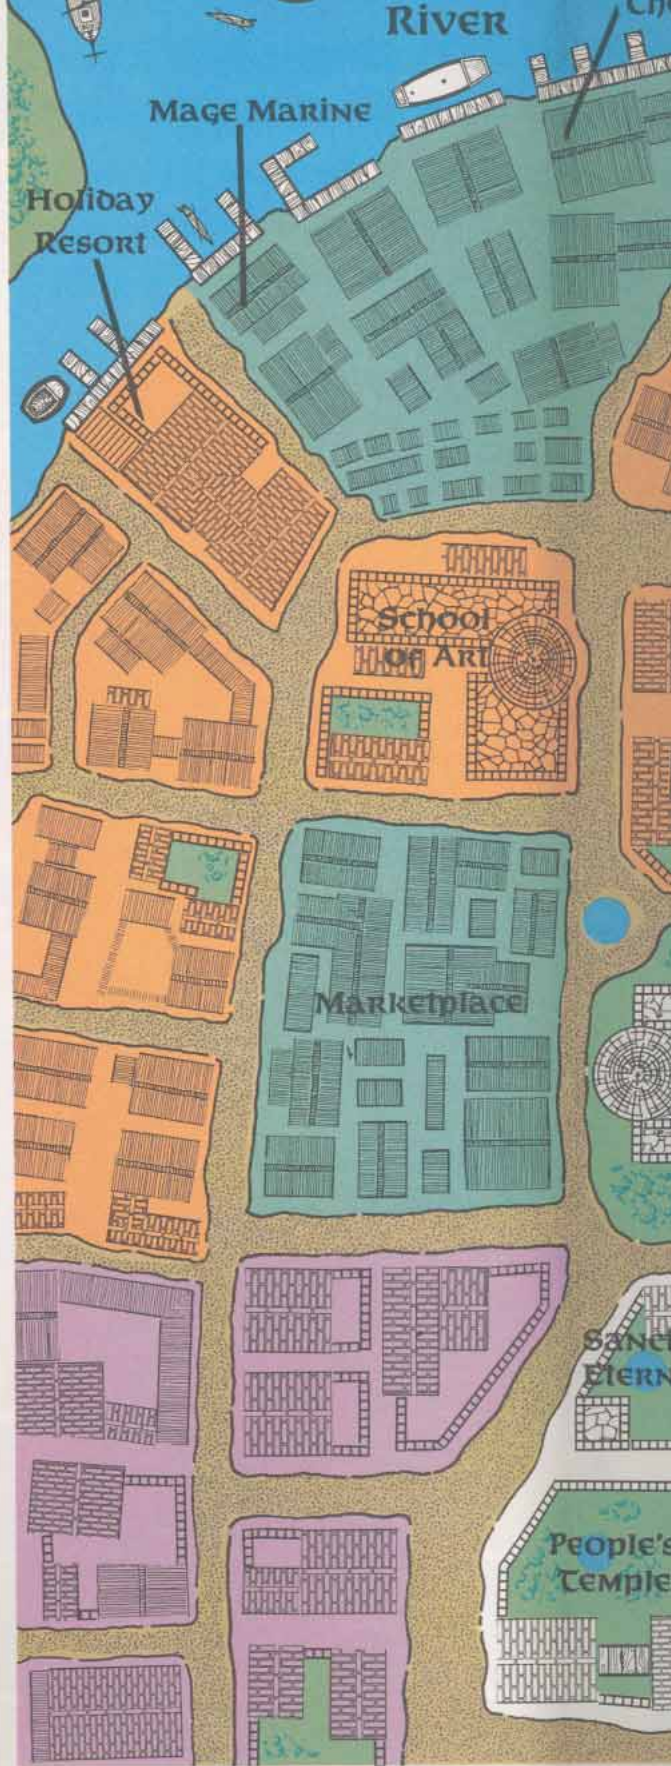 River
Mage Marine
Holiday
Resort
School
of Art
Marketplace
People's
Temple